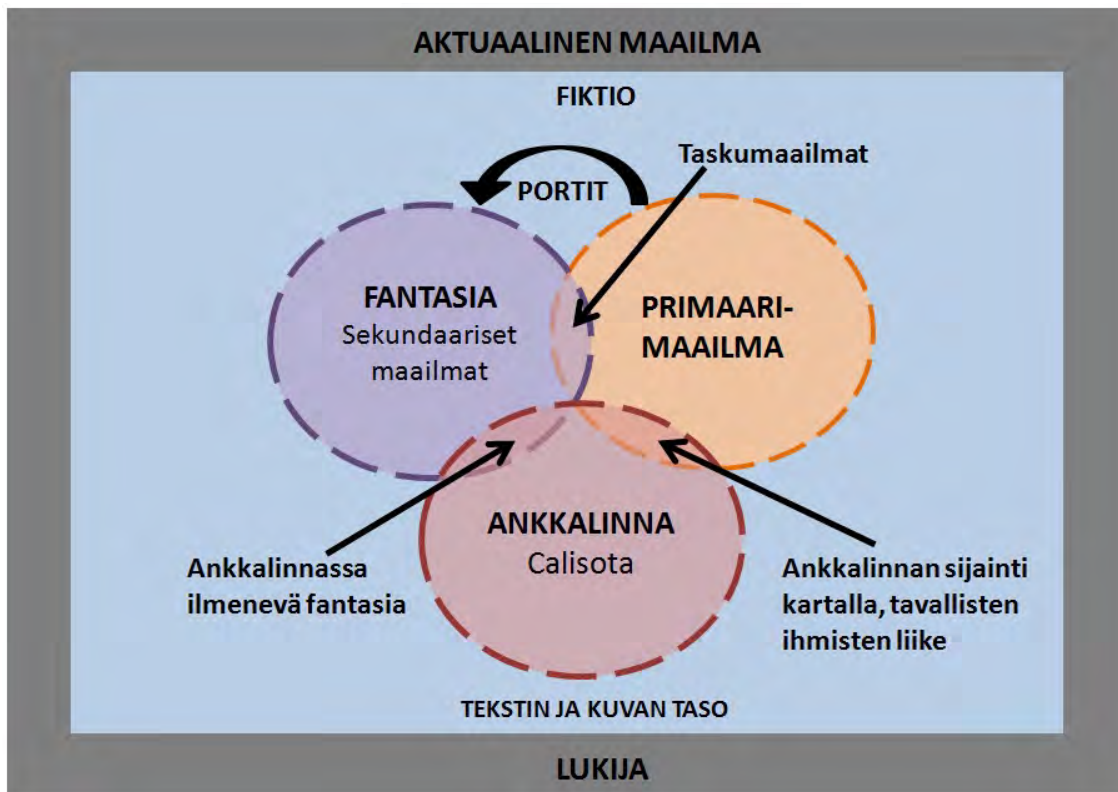 AKTUAALINEN MAAILMA
FIKTIO
Taskumaailmat
PORTIT
FANTASIA
Sekundaariset
maailmat
PRIMAARI-
MAAILMA
ANKKALINNA
Calisota
Ankkalinnassa
ilmenevä fantasia
Ankkalinnan sijainti
kartalla, tavallisten
ihmisten liike
TEKSTIN JA KUVAN TASO
LUKIJA